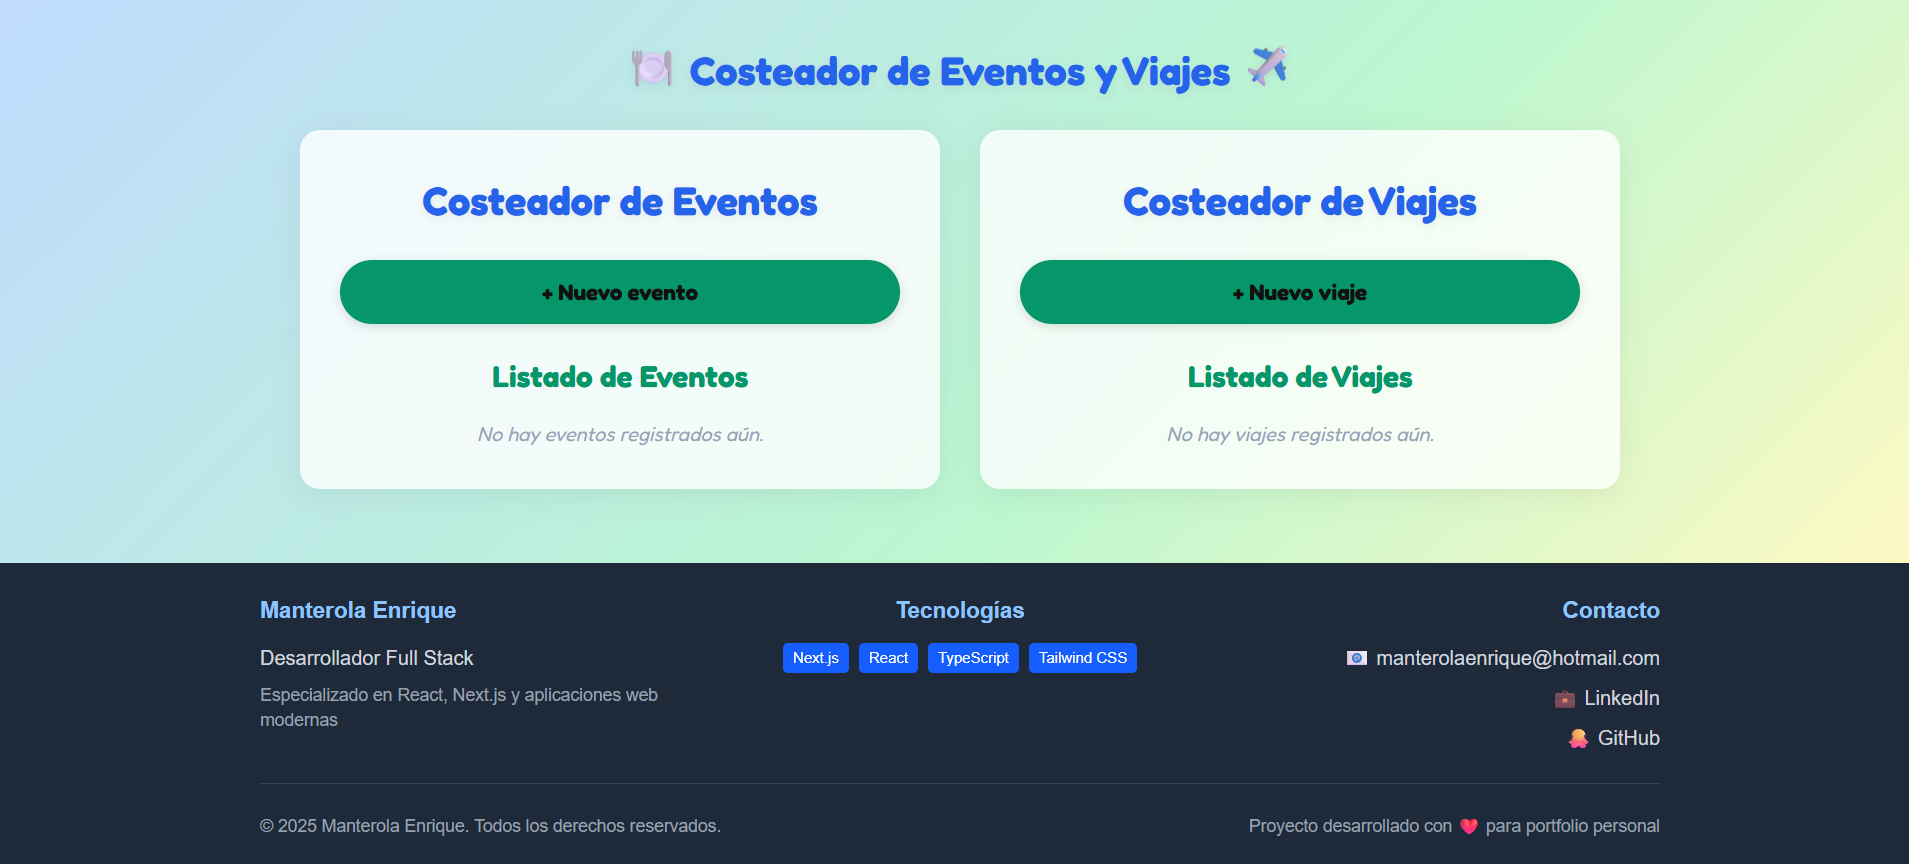 Costeador de Eventos y Viajes
Costeador de Eventos
+ Nuevo evento
Listado de Eventos
No hay eventos registrados aún.
Costeador de Viajes
+ Nuevo viaje
Listado de Viajes
No hay viajes registrados aún.
Manterola Enrique
Desarrollador Full Stack
Especializado en React, Next.js y aplicaciones web
modernas
Tecnologías
Next.js React TypeScript Tailwind CSS
Contacto
manterolaenrique@hotmail.com
LinkedIn
GitHub
© 2025 Manterola Enrique. Todos los derechos reservados.
Proyecto desarrollado con ❤️ para portfolio personal